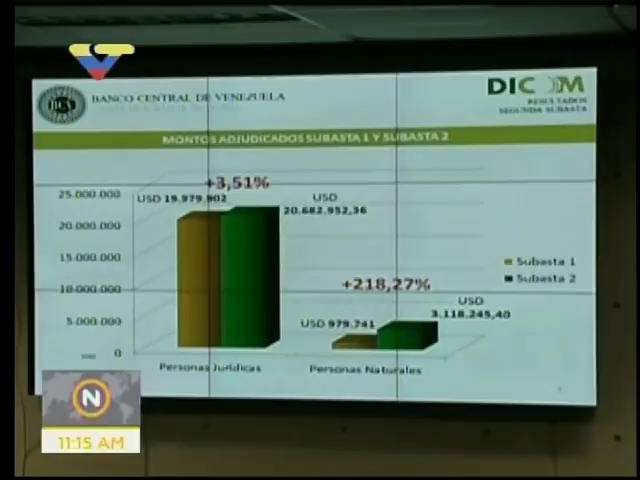 BANCO CENTRAL DE VENEZUELA
DICOM
RESULTADOS
SEGUNDA SUBASTA
MONTOS ADJUDICADOS SUBASTA 1 Y SUBASTA 2
+3,51%
25.000.000
USD 19.979.902
USD
20.682.952,36
20.000.000
15.000.000
Subasta 1
+218,27%
Subasta 2
10.000.000
USD
3.118.245,40
5.000.000
USD 979.741
0
Personas Jurídicas
Personas Naturales
N
11:15 AM